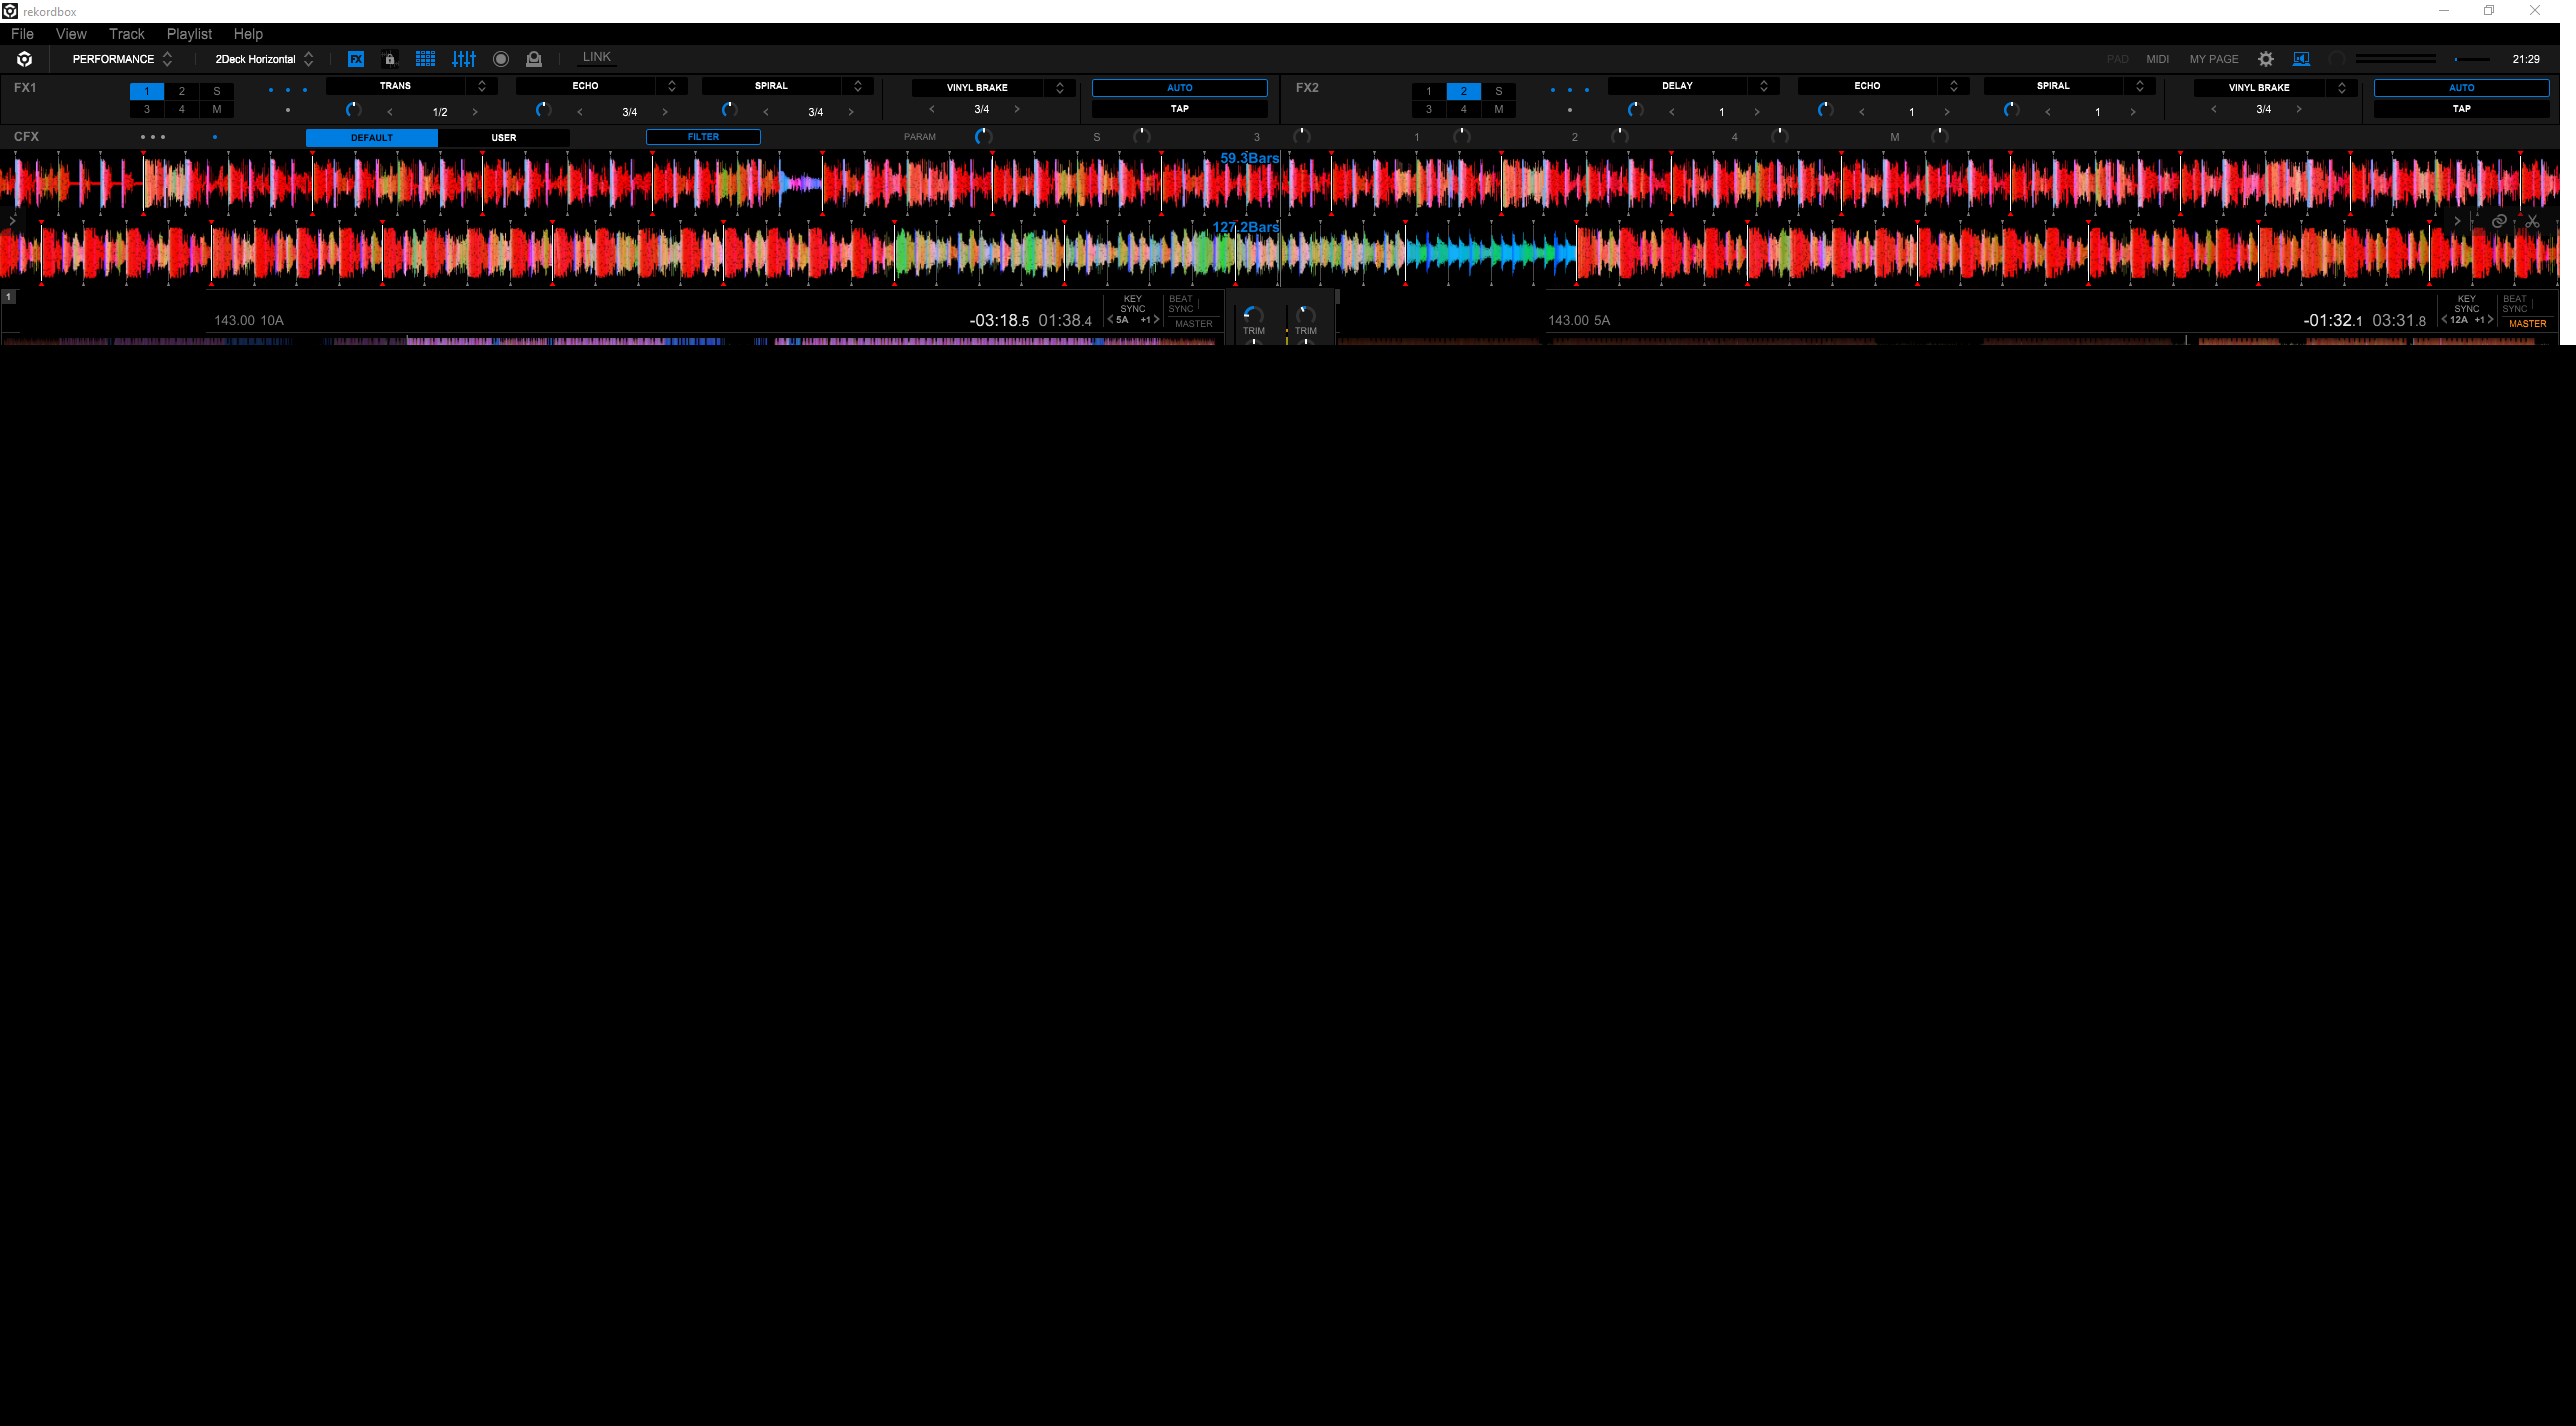 rekordbox
File View Track Playlist Help
PERFORMANCE 2Deck Horizontal FX LINK PAD MIDI MY PAGE 21:29
FX1 1 2 S TRANS ECHO SPIRAL VINYL BRAKE AUTO FX2 1 2 S DELAY ECHO SPIRAL VINYL BRAKE AUTO
3 4 M 1/2 3/4 3/4 3/4 TAP 3 4 M 1 1 1 3/4 TAP
CFX DEFAULT USER FILTER PARAM S 3 1 2 4 M
59.3Bars
127.2Bars
1 KEY SYNC BEAT SYNC KEY SYNC BEAT SYNC
143.00 10A -03:18.5 01:38.4 < 5A +1 > MASTER TRIM TRIM 143.00 5A -01:32.1 03:31.8 < 12A +1 > MASTER